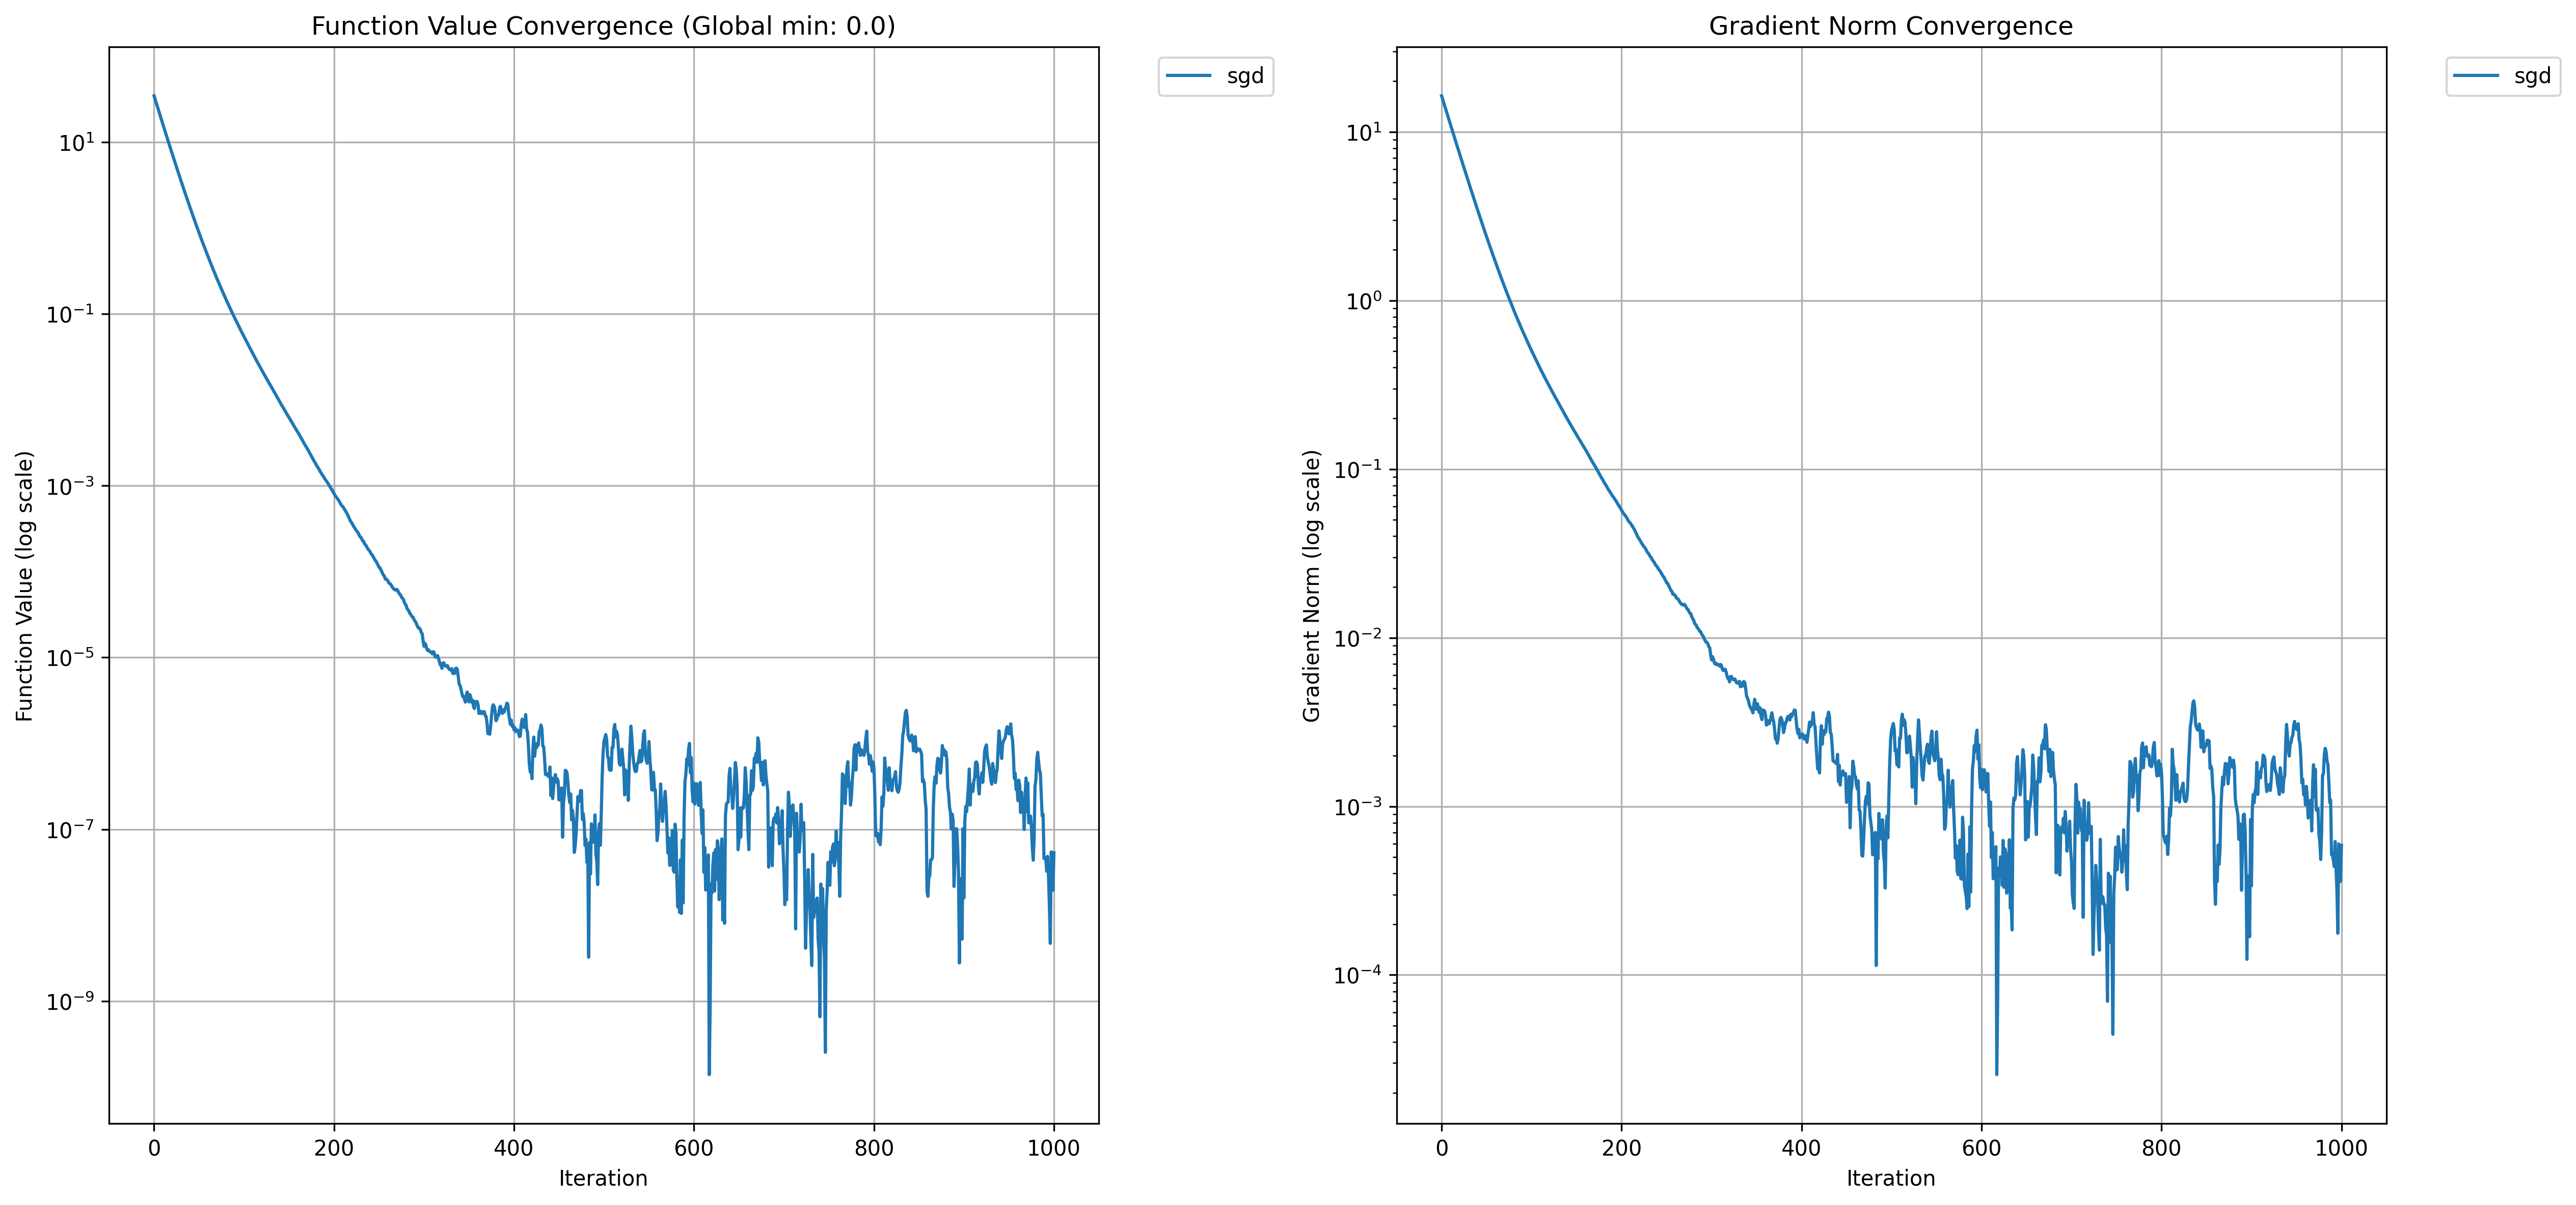 Function Value Convergence (Global min: 0.0)
sgd
Function Value (log scale)
10¹
10⁻¹
10⁻³
10⁻⁵
10⁻⁷
10⁻⁹
0 200 400 600 800 1000
Iteration
Gradient Norm Convergence
sgd
Gradient Norm (log scale)
10¹
10⁰
10⁻¹
10⁻²
10⁻³
10⁻⁴
0 200 400 600 800 1000
Iteration